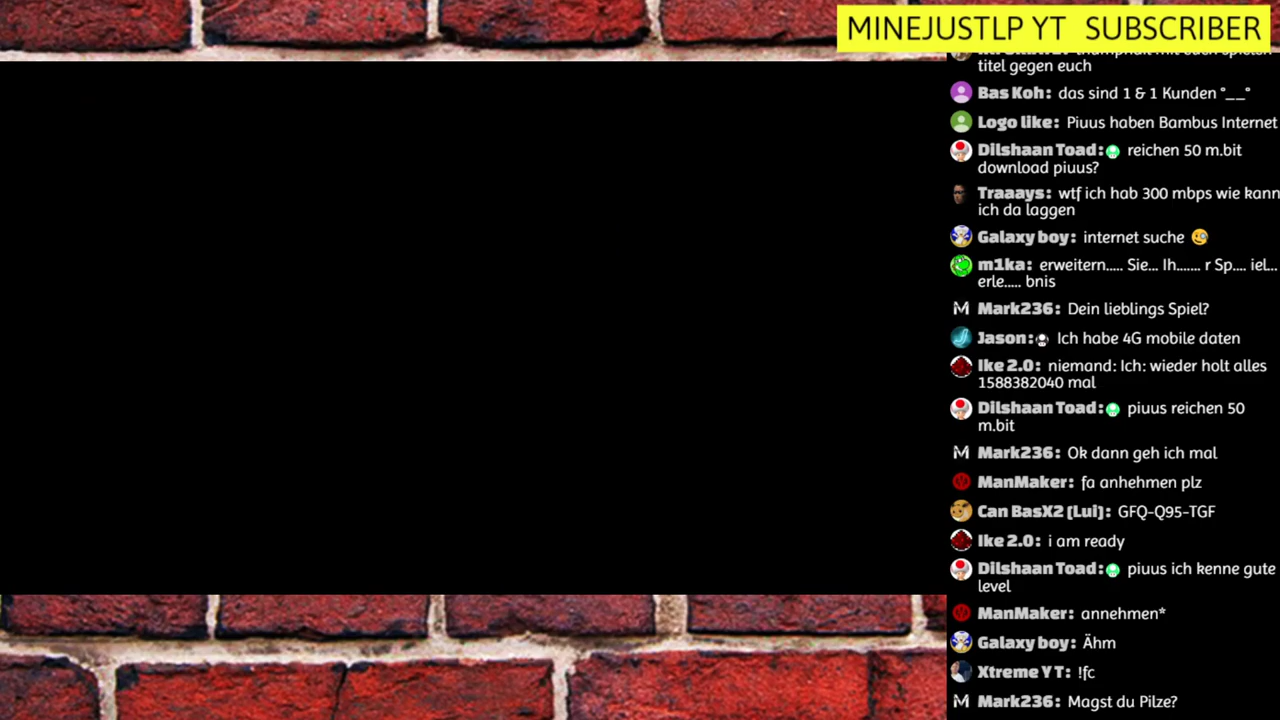 MINEJUSTLP YT SUBSCRIBER
titel gegen euch
Bas Koh: das sind 1 & 1 Kunden °__°
Logo like: Piuus haben Bambus Internet
Dilshaan Toad: reichen 50 m.bit
download piuus?
Traaays: wtf ich hab 300 mbps wie kann
ich da laggen
Galaxy boy: internet suche 🧐
m1ka: erweitern..... Sie... Ih....... r Sp.... iel...
erle..... bnis
Mark236: Dein lieblings Spiel?
Jason: Ich habe 4G mobile daten
Ike 2.0: niemand: Ich: wieder holt alles
1588382040 mal
Dilshaan Toad: piuus reichen 50
m.bit
Mark236: Ok dann geh ich mal
ManMaker: fa anhehmen plz
Can BasX2 (Lui): GFQ-Q95-TGF
Ike 2.0: i am ready
Dilshaan Toad: piuus ich kenne gute
level
ManMaker: annehmen*
Galaxy boy: Ähm
Xtreme Y T: !fc
Mark236: Magst du Pilze?